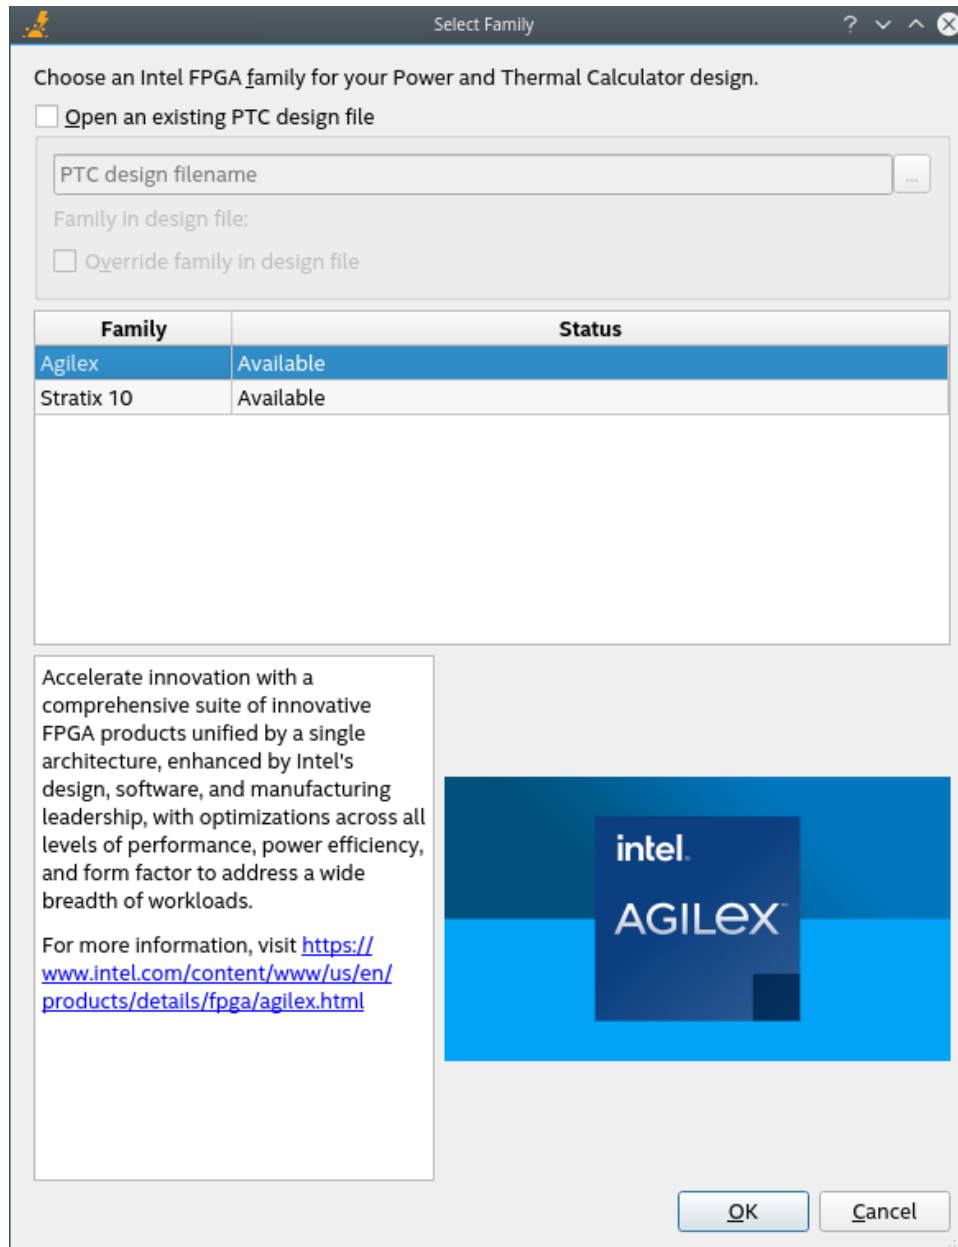 Select Family
Choose an Intel FPGA family for your Power and Thermal Calculator design.
Open an existing PTC design file
PTC design filename
...
Family in design file:
Override family in design file
Family Status
Agilex Available
Stratix 10 Available
Accelerate innovation with a
comprehensive suite of innovative
FPGA products unified by a single
architecture, enhanced by Intel's
design, software, and manufacturing
leadership, with optimizations across all
levels of performance, power efficiency,
and form factor to address a wide
breadth of workloads.
For more information, visit https://
www.intel.com/content/www/us/en/
products/details/fpga/agilex.html
intel.
AGILEX™
OK Cancel